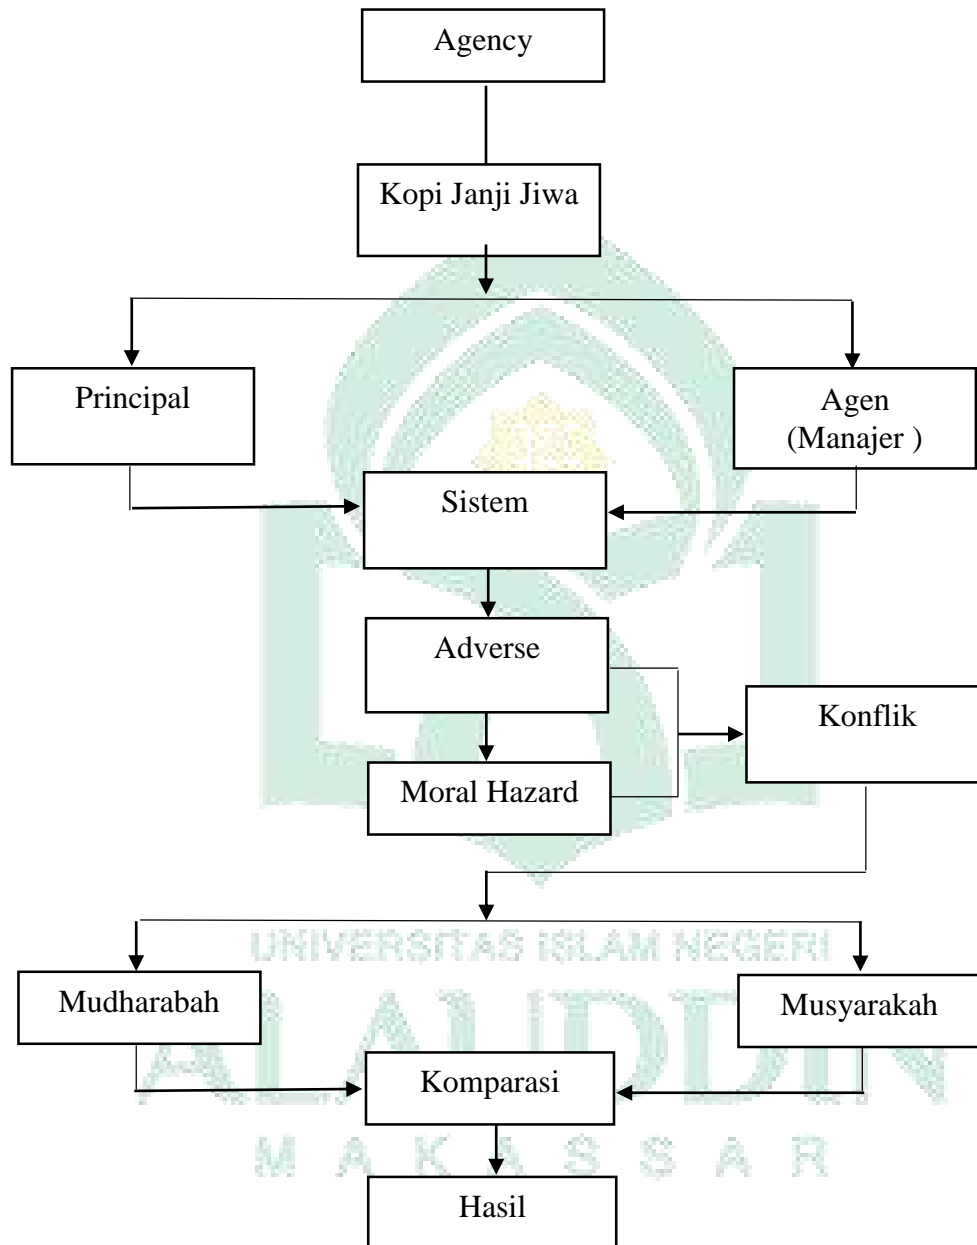 Agency
Kopi Janji Jiwa
Principal
Agen
(Manajer )
Sistem
Adverse
Konflik
Moral Hazard
UNIVERSITAS ISLAM NEGERI
Mudharabah
Musyarakah
ALAUDDIN
Komparasi
M A K A S S A R
Hasil